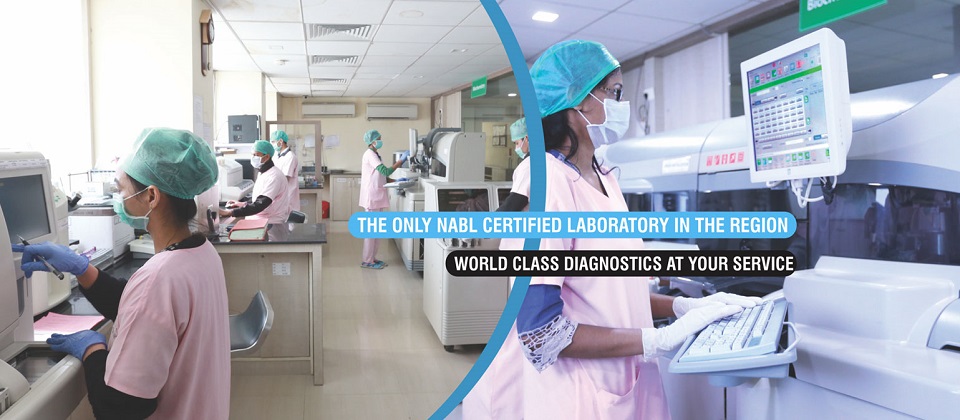 THE ONLY NABL CERTIFIED LABORATORY IN THE REGION
WORLD CLASS DIAGNOSTICS AT YOUR SERVICE